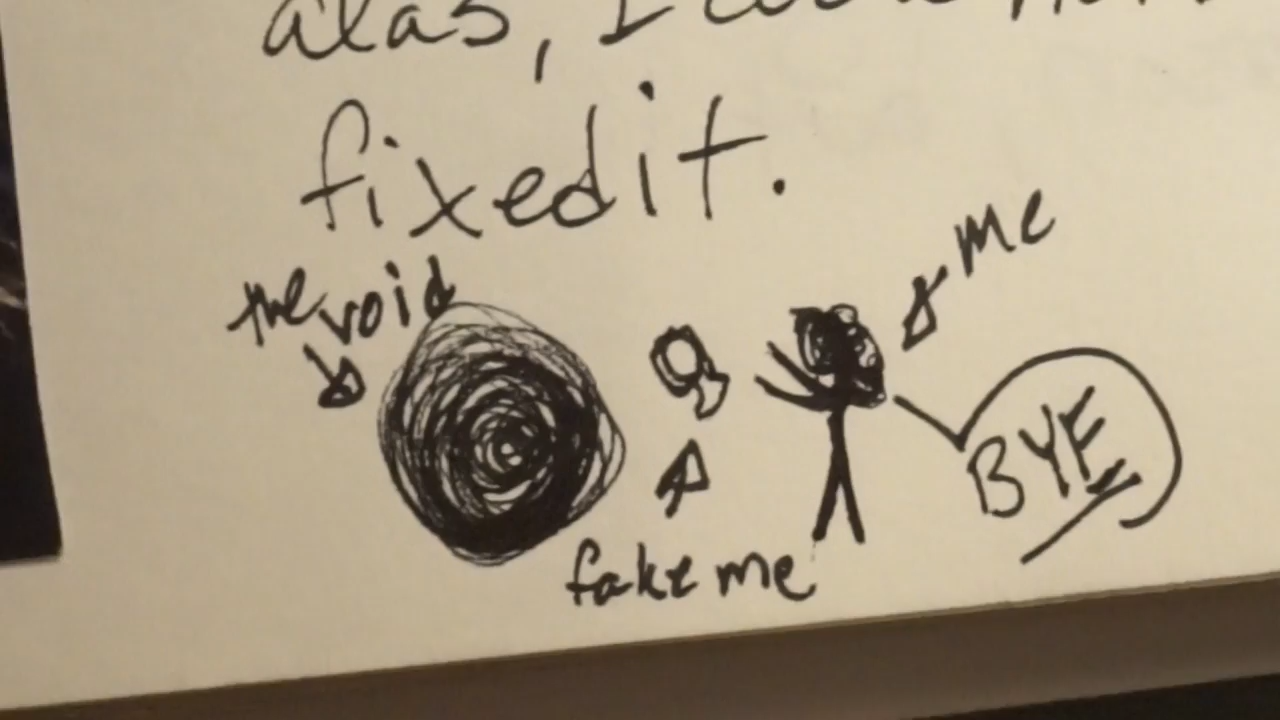 alas, I
fixedit.
the void
me
BYE
fake me